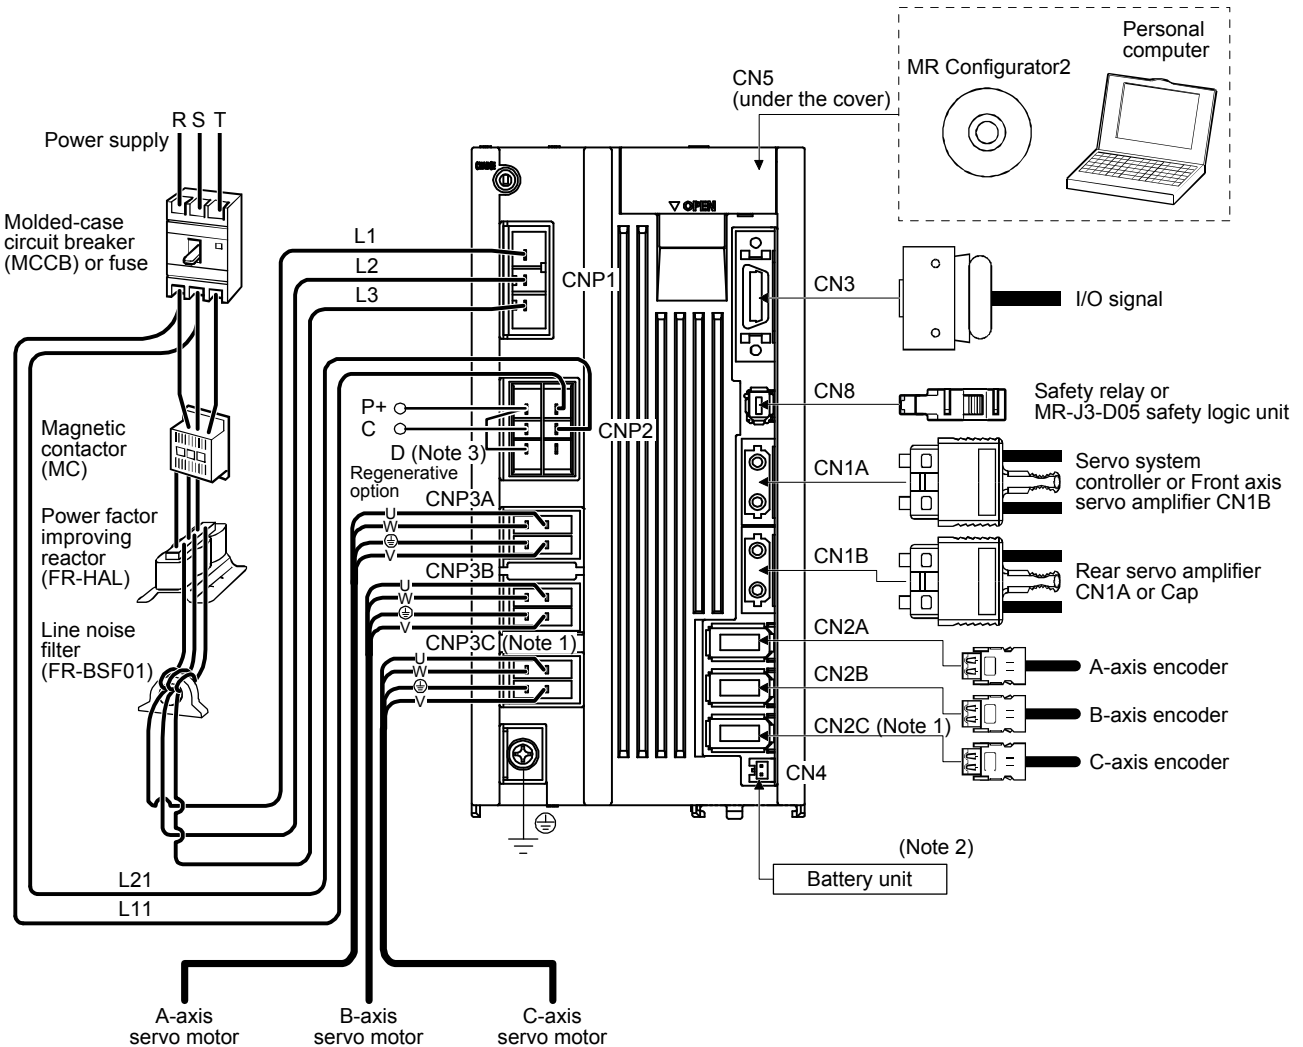 Personal
computer
MR Configurator2
CN5
(under the cover)
R S T
Power supply
Molded-case
circuit breaker
(MCCB) or fuse
L1
L2
L3
CHARGE
OPEN
CNP1
CN3
I/O signal
CN8
Safety relay or
MR-J3-D05 safety logic unit
P+
C
D (Note 3)
CNP2
Regenerative
option
Magnetic
contactor
(MC)
CN1A
Servo system
controller or Front axis
servo amplifier CN1B
CNP3A
U
W
V
Power factor
improving
reactor
(FR-HAL)
CN1B
Rear servo amplifier
CN1A or Cap
CNP3B
U
W
V
Line noise
filter
(FR-BSF01)
CNP3C (Note 1)
U
W
V
CN2A
A-axis encoder
CN2B
B-axis encoder
CN2C (Note 1)
C-axis encoder
CN4
(Note 2)
Battery unit
L21
L11
A-axis
servo motor
B-axis
servo motor
C-axis
servo motor